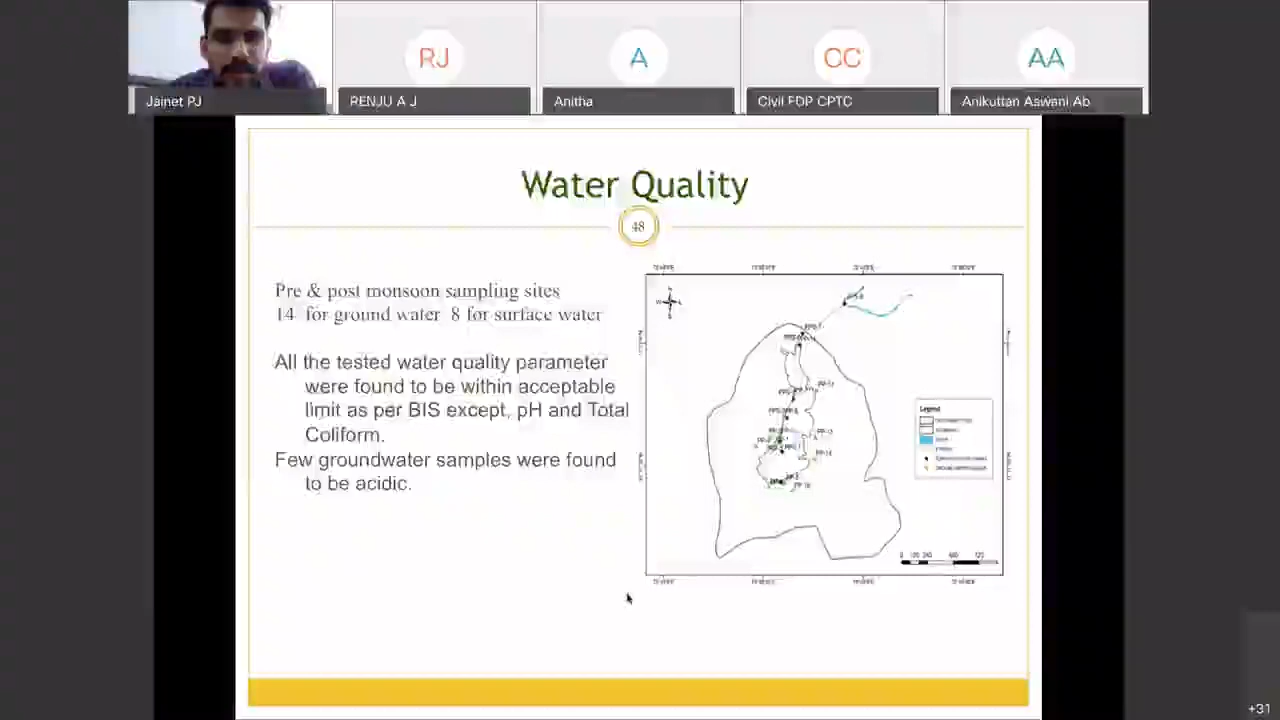 RJ
A
CC
AA
Jainet PJ
RENJU A J
Anitha
Civil FDP CPTC
Anikuttan Aswani Ab
Water Quality
48
Pre & post monsoon sampling sites
14 for ground water 8 for surface water
All the tested water quality parameter
were found to be within acceptable
limit as per BIS except, pH and Total
Coliform.
Few groundwater samples were found
to be acidic.
Legend
+31